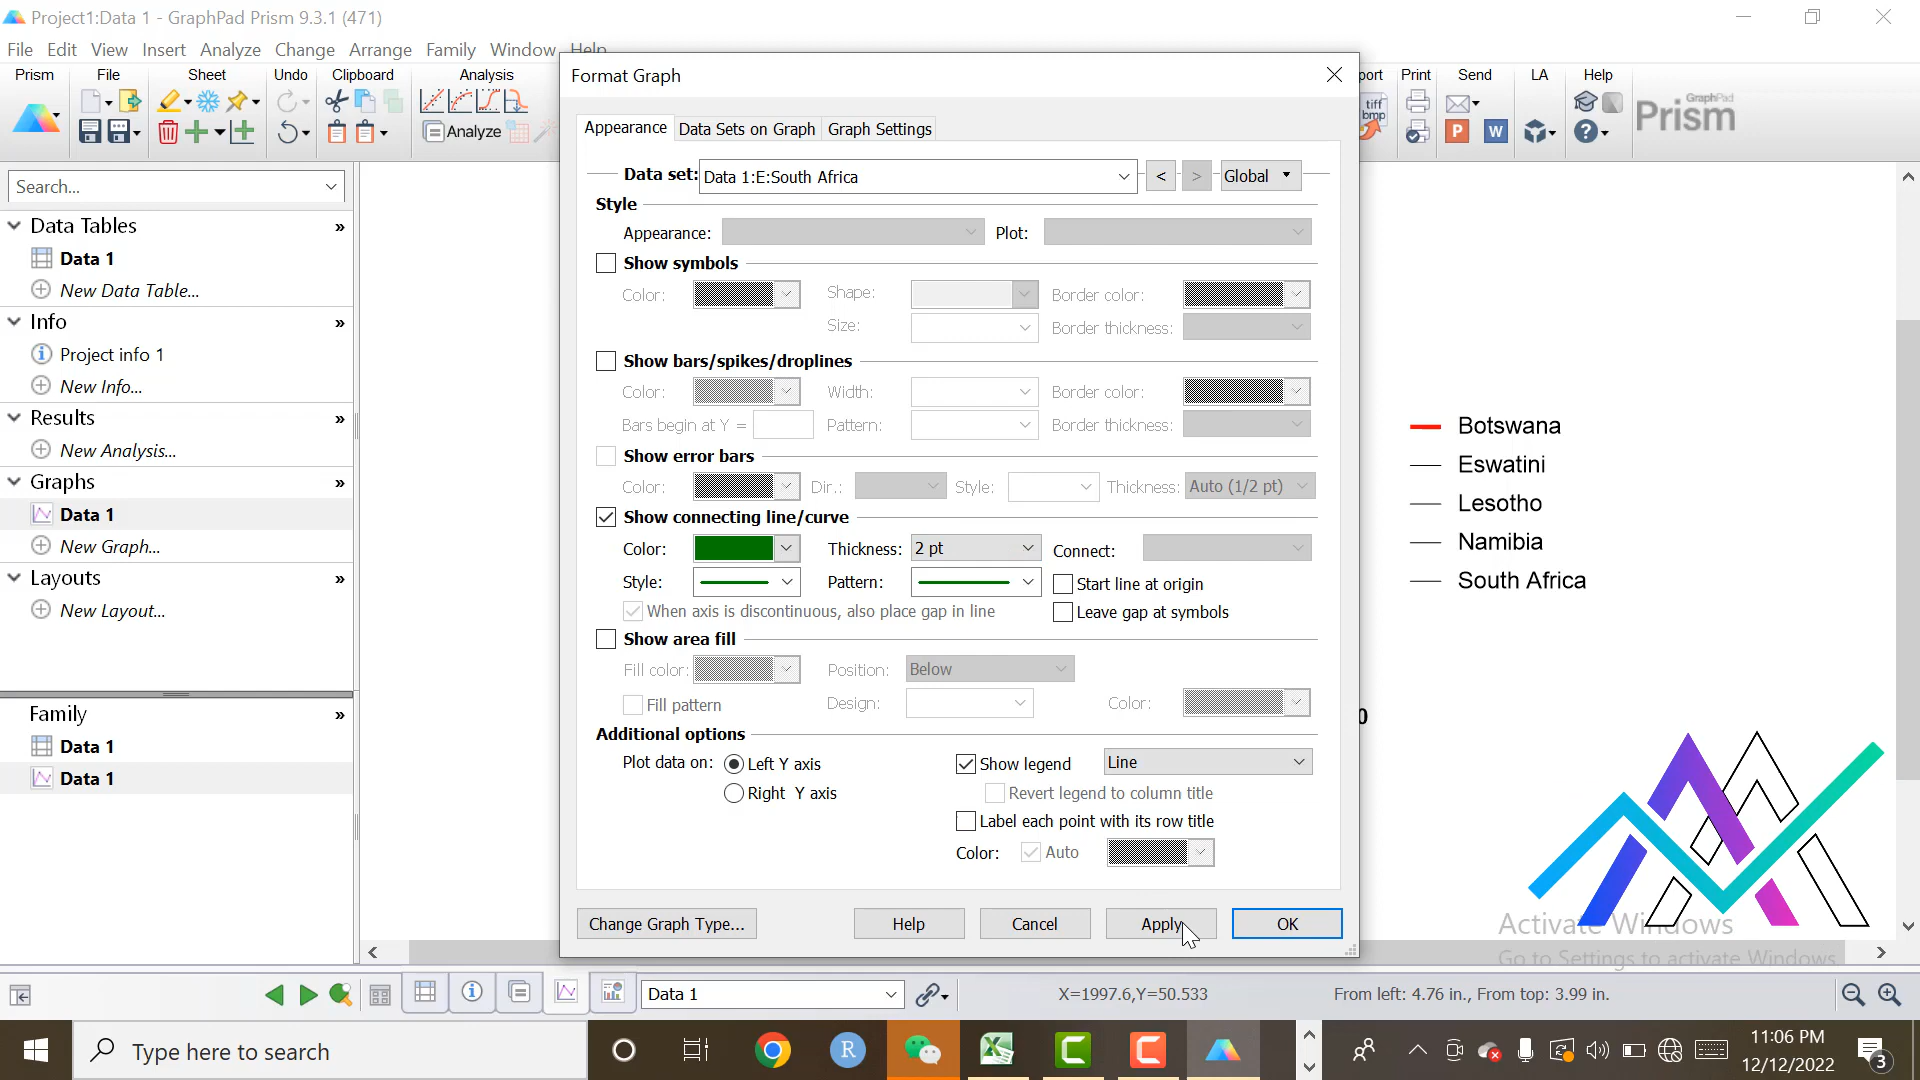 Project1:Data 1 - GraphPad Prism 9.3.1 (471)
File Edit View Insert Analyze Change Arrange Family Window Help
Prism File Sheet Undo Clipboard Analysis
Print Send LA Help
Analyze
tiff
bmp
P W
GraphPad
Prism
Format Graph
Appearance Data Sets on Graph Graph Settings
Data set: Data 1:E:South Africa < > Global
Style
Appearance: Plot:
Show symbols
Color: Shape: Border color:
Size: Border thickness:
Show bars/spikes/droplines
Color: Width: Border color:
Bars begin at Y = Pattern: Border thickness:
Show error bars
Color: Dir.: Style: Thickness: Auto (1/2 pt)
Show connecting line/curve
Color: Thickness: 2 pt Connect:
Style: Pattern: Start line at origin
When axis is discontinuous, also place gap in line Leave gap at symbols
Show area fill
Fill color: Position: Below
Fill pattern Design: Color:
Additional options
Plot data on: Left Y axis Show legend Line
Right Y axis Revert legend to column title
Label each point with its row title
Color: Auto
Change Graph Type... Help Cancel Apply OK
Search...
Data Tables »
Data 1
New Data Table...
Info »
Project info 1
New Info...
Results »
New Analysis...
Graphs »
Data 1
New Graph...
Layouts »
New Layout...
Family »
Data 1
Data 1
Botswana
Eswatini
Lesotho
Namibia
South Africa
0
Activate Windows
Go to Settings to activate Windows.
Data 1 X=1997.6,Y=50.533 From left: 4.76 in., From top: 3.99 in.
Type here to search
R
11:06 PM
12/12/2022
3